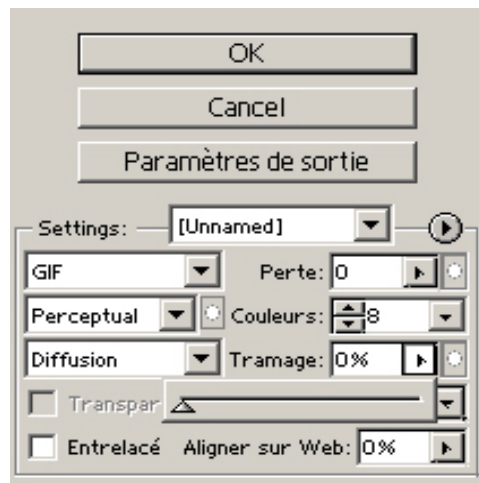 OK
Cancel
Paramètres de sortie
Settings: [Unnamed]
GIF Perte: 0
Perceptual Couleurs: 8
Diffusion Tramage: 0%
Transpar
Entrelacé Aligner sur Web: 0%